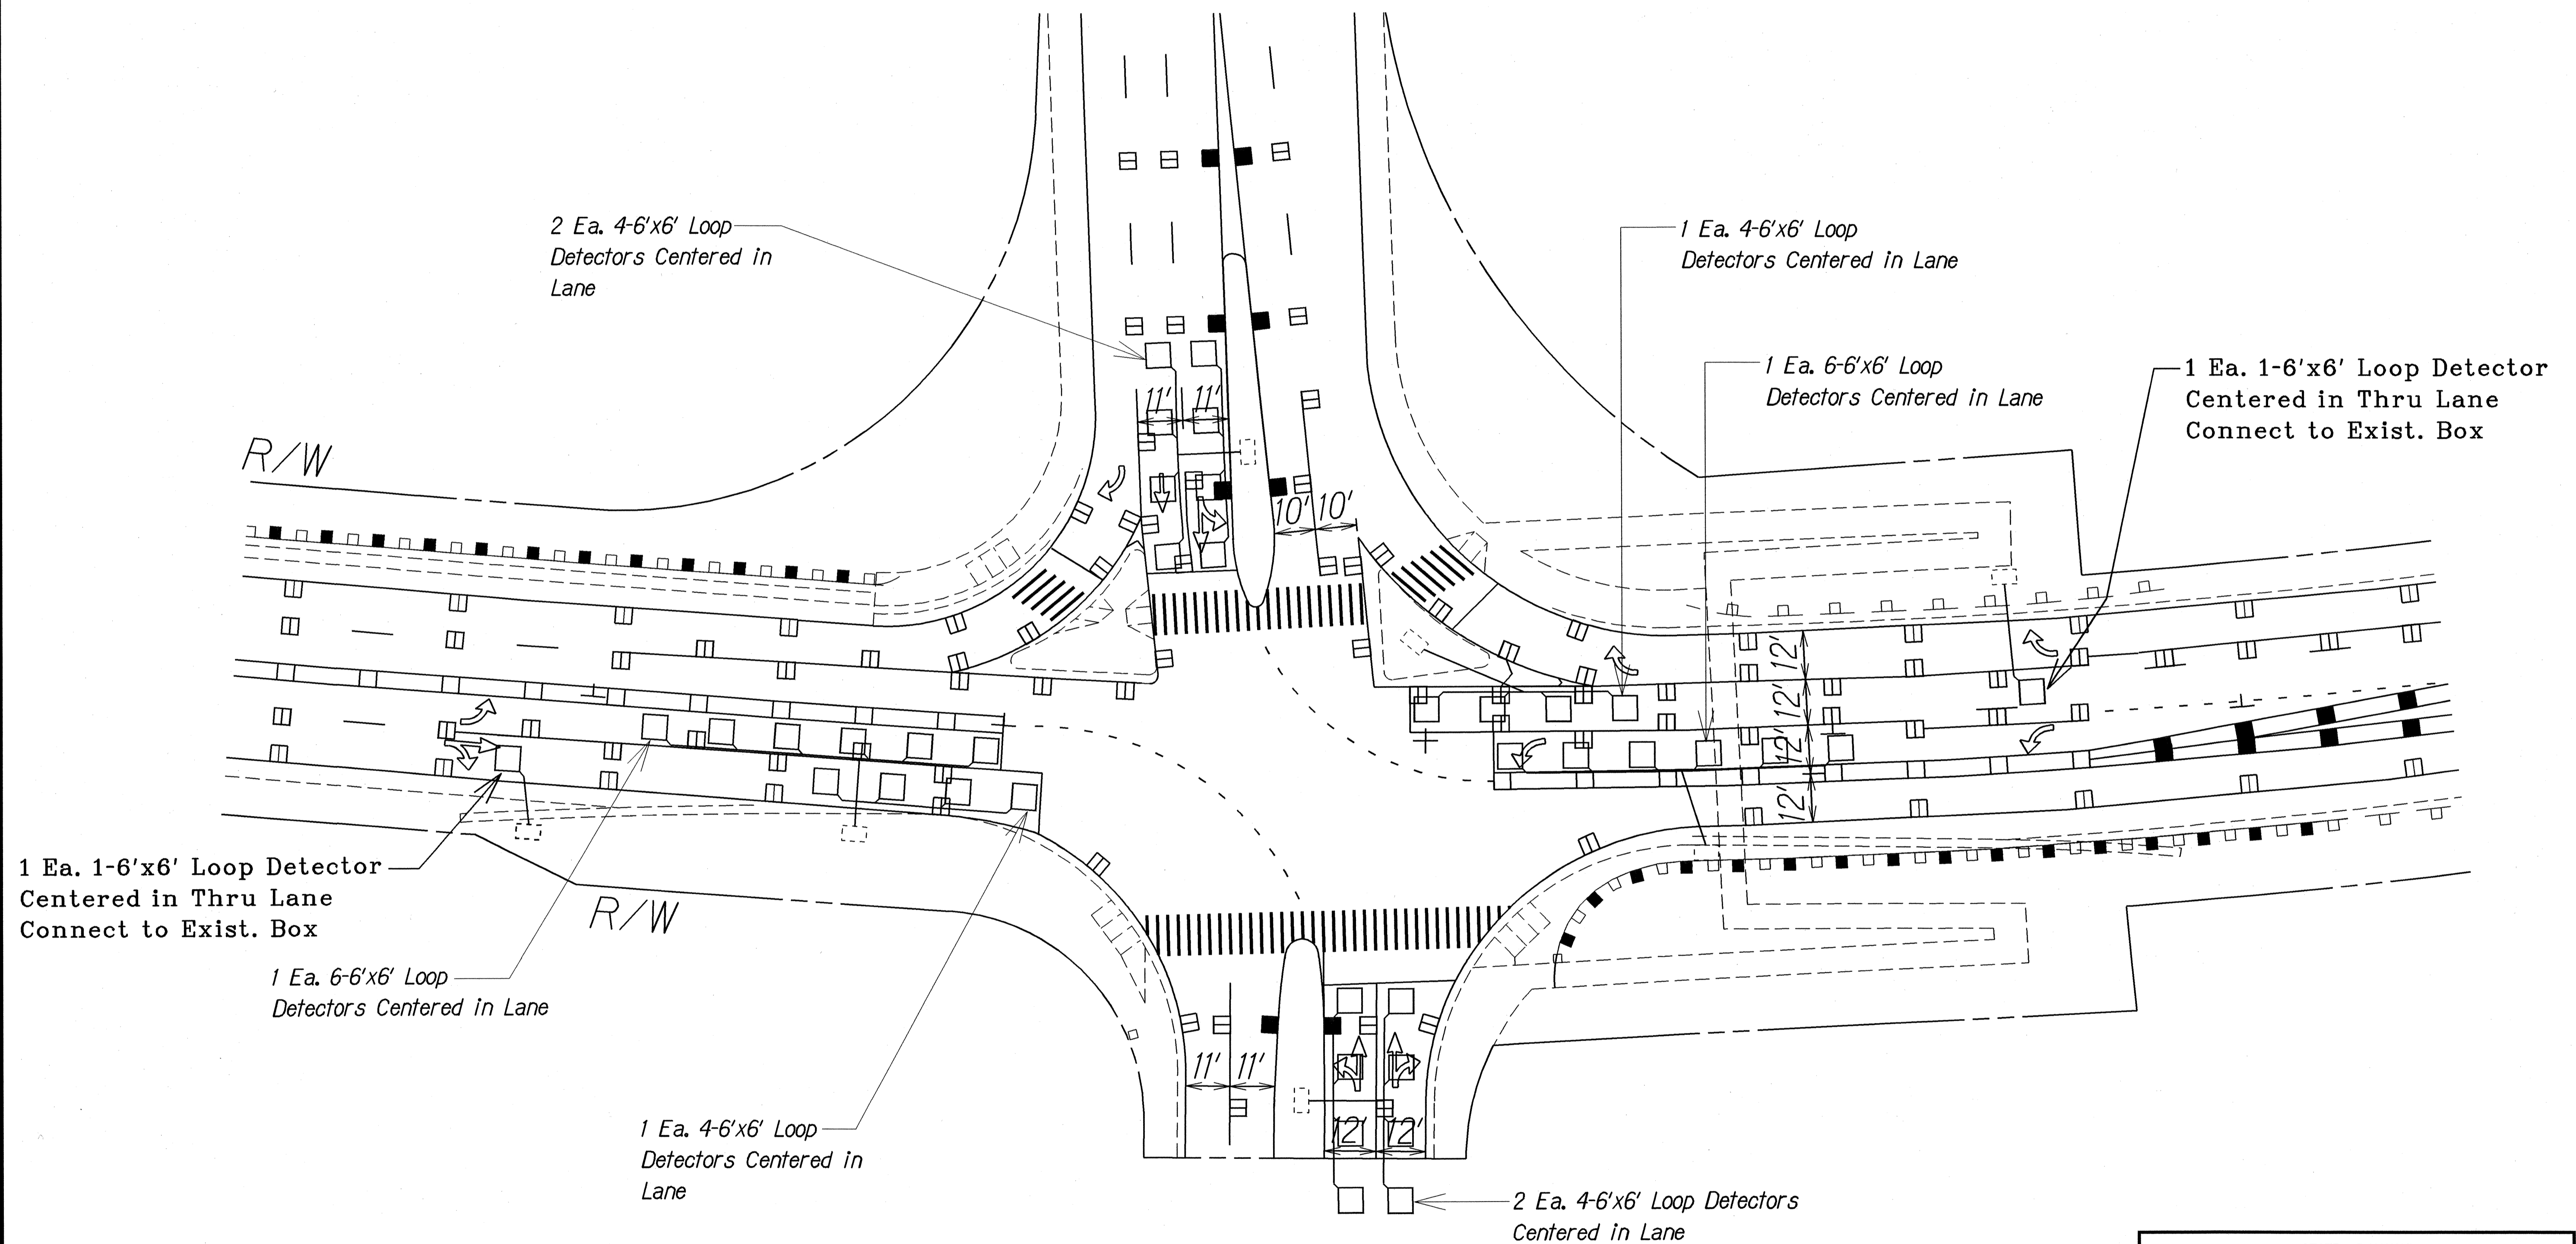 2 Ea. 4-6'x6' Loop
Detectors Centered in
Lane
1 Ea. 4-6'x6' Loop
Detectors Centered in Lane
1 Ea. 6-6'x6' Loop
Detectors Centered in Lane
1 Ea. 1-6'x6' Loop Detector
Centered in Thru Lane
Connect to Exist. Box
R/W
11' 11'
10' 10'
12'
12'
12'
12'
1 Ea. 1-6'x6' Loop Detector
Centered in Thru Lane
Connect to Exist. Box
R/W
1 Ea. 6-6'x6' Loop
Detectors Centered in Lane
11' 11'
12' 12'
1 Ea. 4-6'x6' Loop
Detectors Centered in
Lane
2 Ea. 4-6'x6' Loop Detectors
Centered in Lane